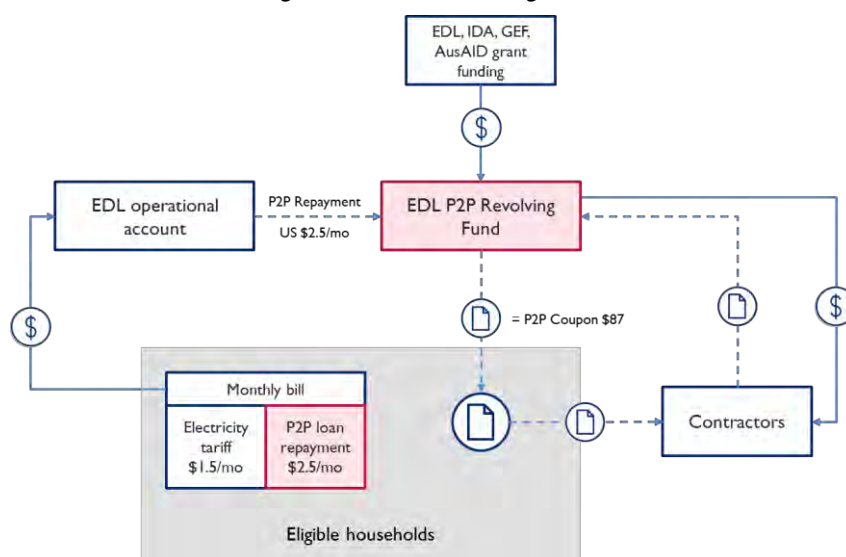 EDL, IDA, GEF,
AusAID grant
funding
$
EDL operational
account
P2P Repayment
US $2.5/mo
EDL P2P Revolving
Fund
$
= P2P Coupon $87
$
Monthly bill
Electricity
tariff
$1.5/mo
P2P loan
repayment
$2.5/mo
Contractors
Eligible households